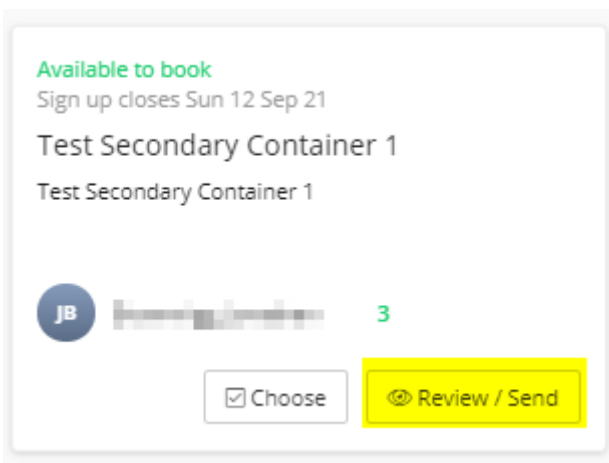 Available to book
Sign up closes Sun 12 Sep 21
Test Secondary Container 1
Test Secondary Container 1
JB 3
Choose Review / Send